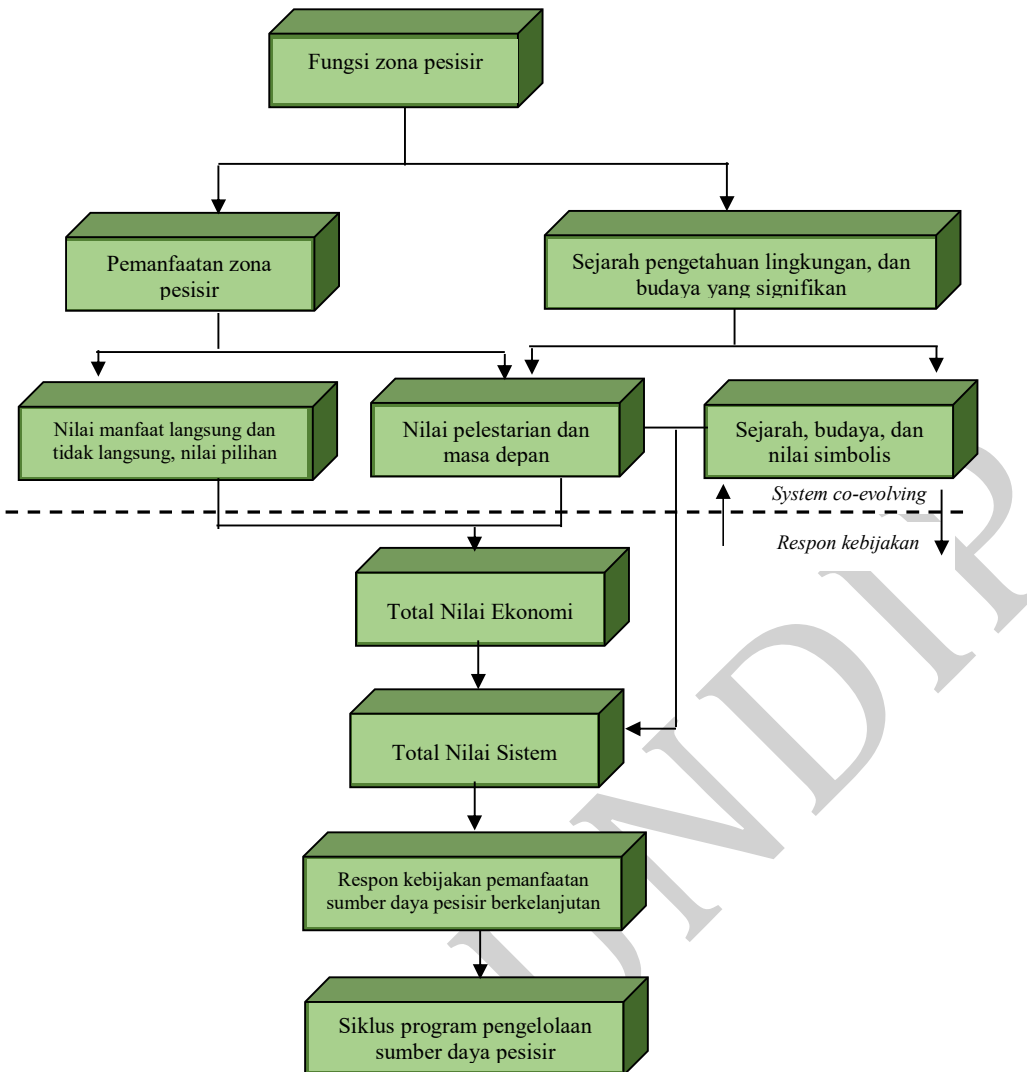 Fungsi zona pesisir
Pemanfaatan zona
pesisir
Sejarah pengetahuan lingkungan, dan
budaya yang signifikan
Nilai manfaat langsung dan
tidak langsung, nilai pilihan
Nilai pelestarian dan
masa depan
Sejarah, budaya, dan
nilai simbolis
System co-evolving
Respon kebijakan
Total Nilai Ekonomi
Total Nilai Sistem
Respon kebijakan pemanfaatan
sumber daya pesisir berkelanjutan
Siklus program pengelolaan
sumber daya pesisir
UNDIP